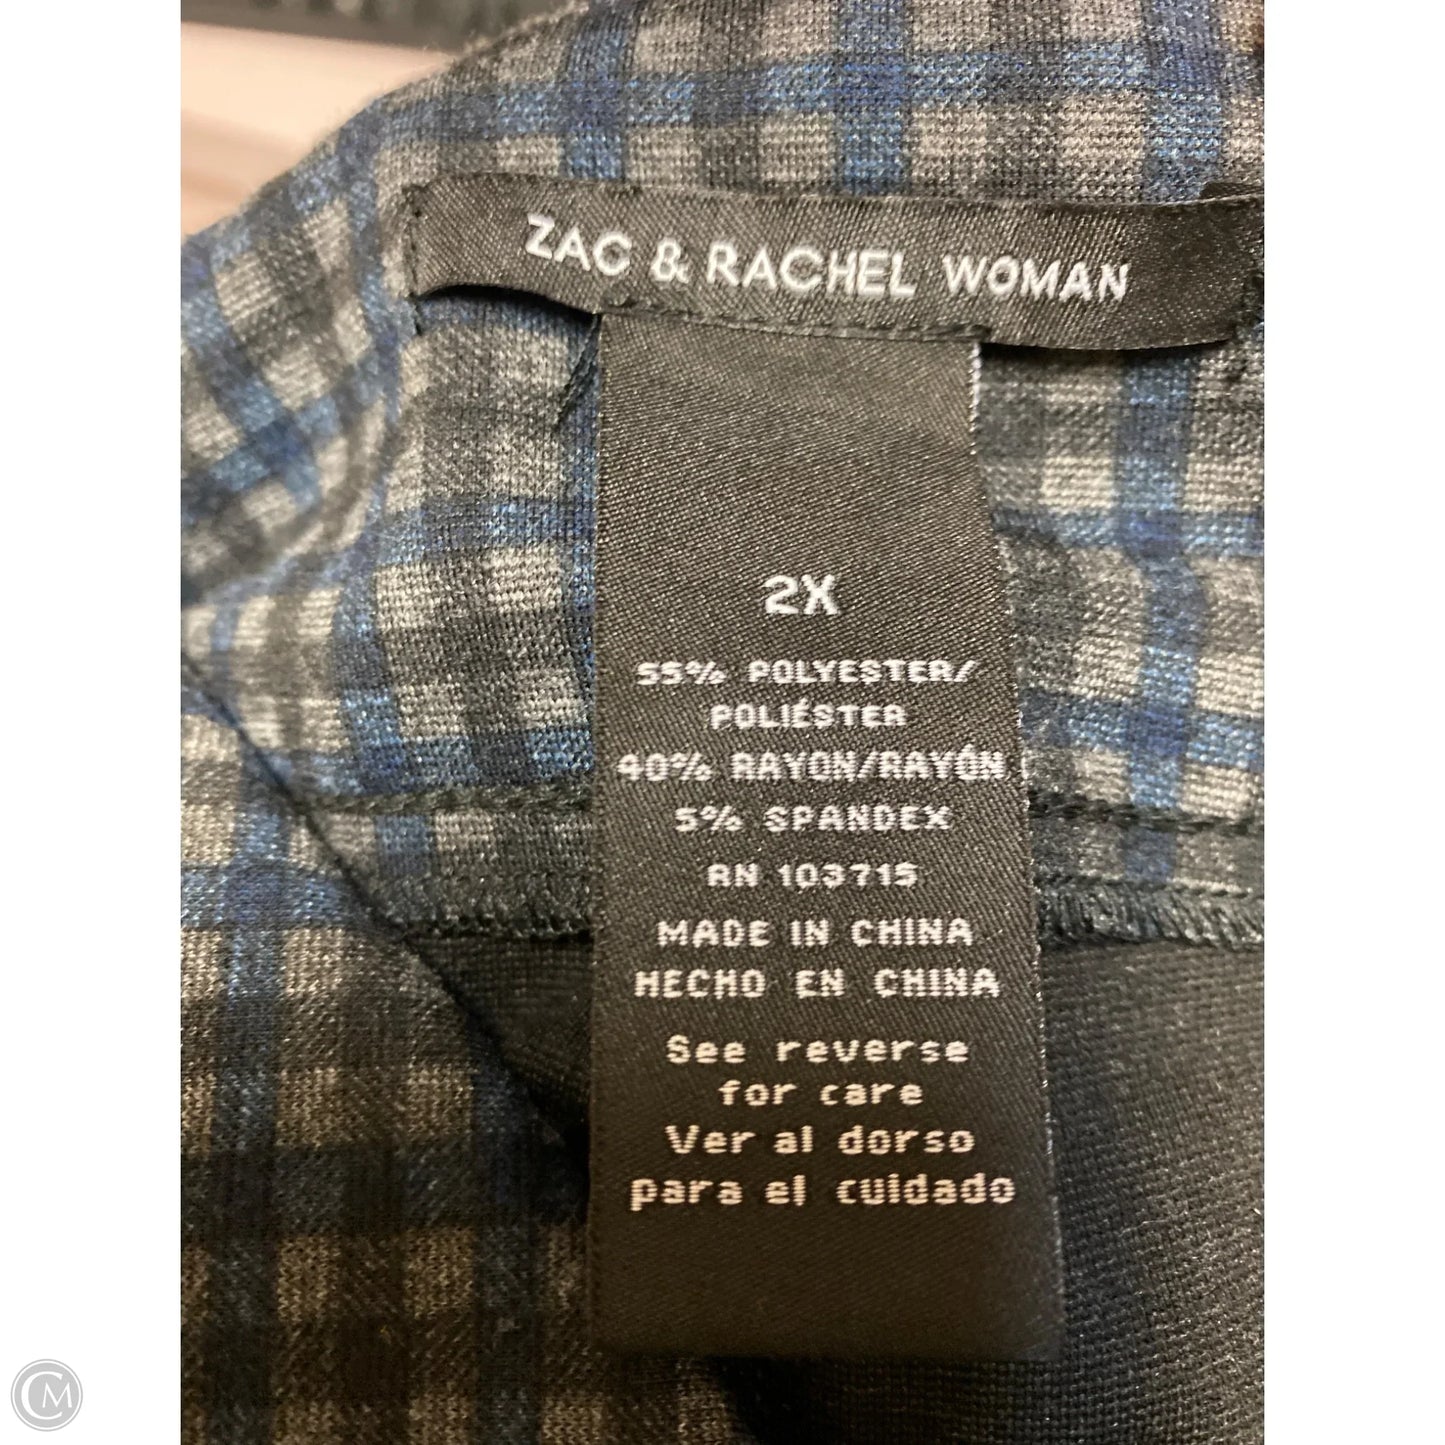 ZAC & RACHEL WOMAN
2X
55% POLYESTER/
POLIÉSTER
40% RAYON/RAYÓN
5% SPANDEX
RN 103715
MADE IN CHINA
HECHO EN CHINA
See reverse
for care
Ver al dorso
para el cuidado
CM